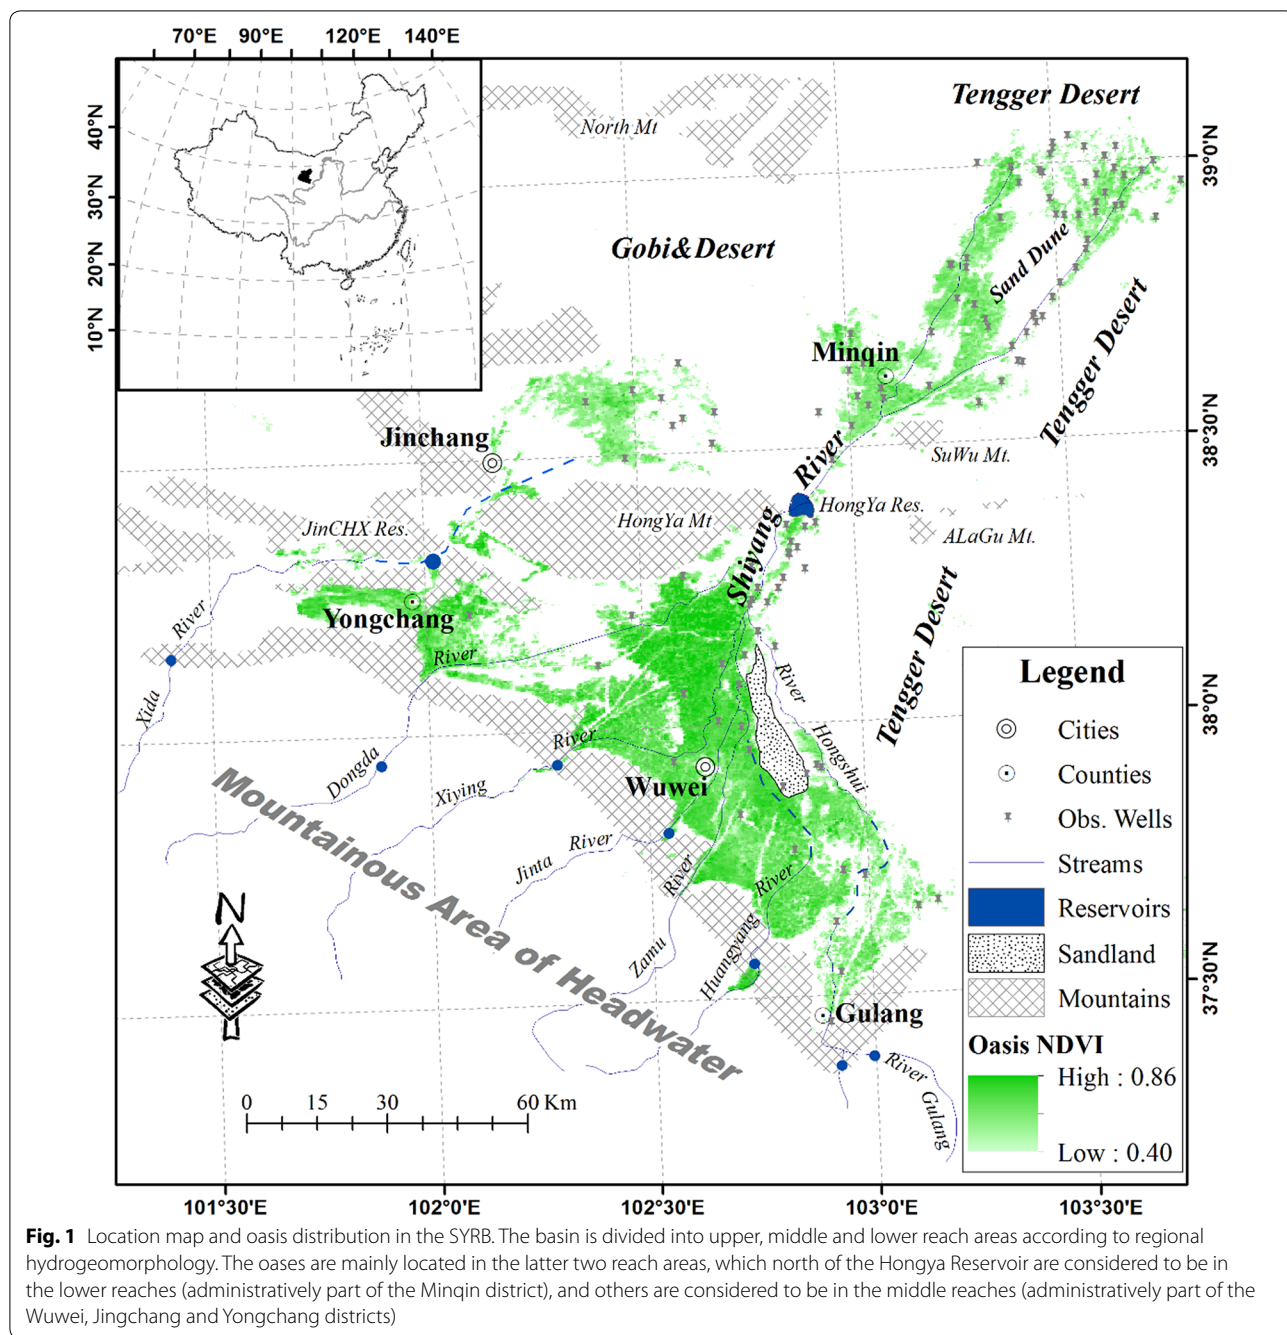 70°E 90°E 120°E 140°E
40°N
30°N
20°N
10°N
North Mt
Tengger Desert
39°0'N
Gobi&Desert
Sand Dune
Tengger Desert
Minqin
38°30'N
Jinchang
SuWu Mt.
River
HongYa Res.
JinCHX Res.
HongYa Mt
ALaGu Mt.
Shiyang
Yongchang
River
River
Tengger Desert
Xida
River
38°0'N
Hongshui
River
Dongda
Wuwei
Xiying
Mountainous Area of Headwater
Jinta
River
River
River
Zamu
Huangyang
N
37°30'N
Gulang
River
Gulang
0 15 30 60 Km
Legend
Cities
Counties
Obs. Wells
Streams
Reservoirs
Sandland
Mountains
Oasis NDVI
High : 0.86
Low : 0.40
101°30'E 102°0'E 102°30'E 103°0'E 103°30'E
Fig. 1 Location map and oasis distribution in the SYRB. The basin is divided into upper, middle and lower reach areas according to regional
hydrogeomorphology. The oases are mainly located in the latter two reach areas, which north of the Hongya Reservoir are considered to be in
the lower reaches (administratively part of the Minqin district), and others are considered to be in the middle reaches (administratively part of the
Wuwei, Jingchang and Yongchang districts)